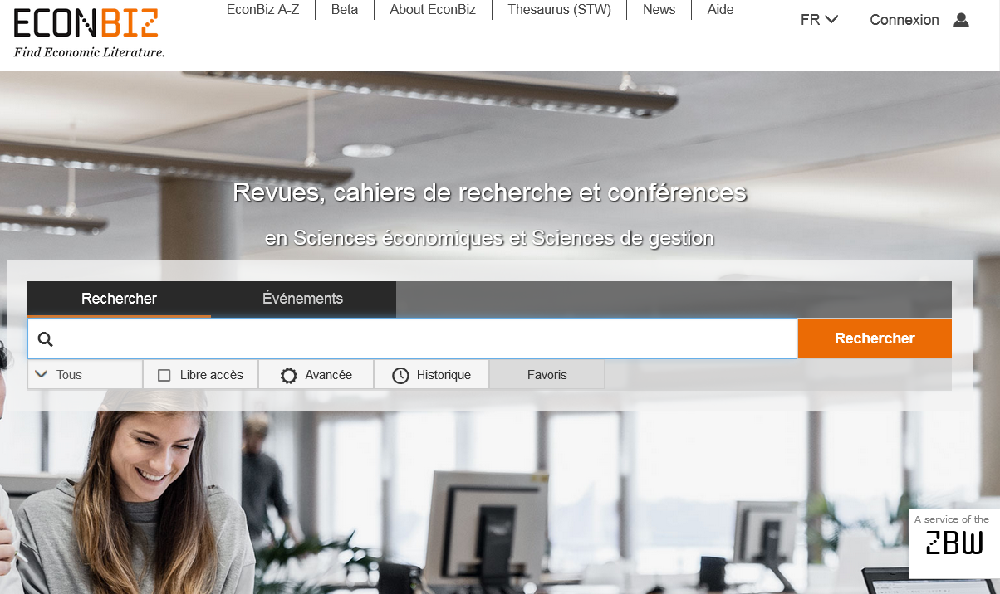 ECONBIZ
Find Economic Literature.
EconBiz A-Z
Beta
About EconBiz
Thesaurus (STW)
News
Aide
FR
Connexion
Revues, cahiers de recherche et conférences
en Sciences économiques et Sciences de gestion
Rechercher
Événements
Rechercher
Tous
Libre accès
Avancée
Historique
Favoris
A service of the
ZBW